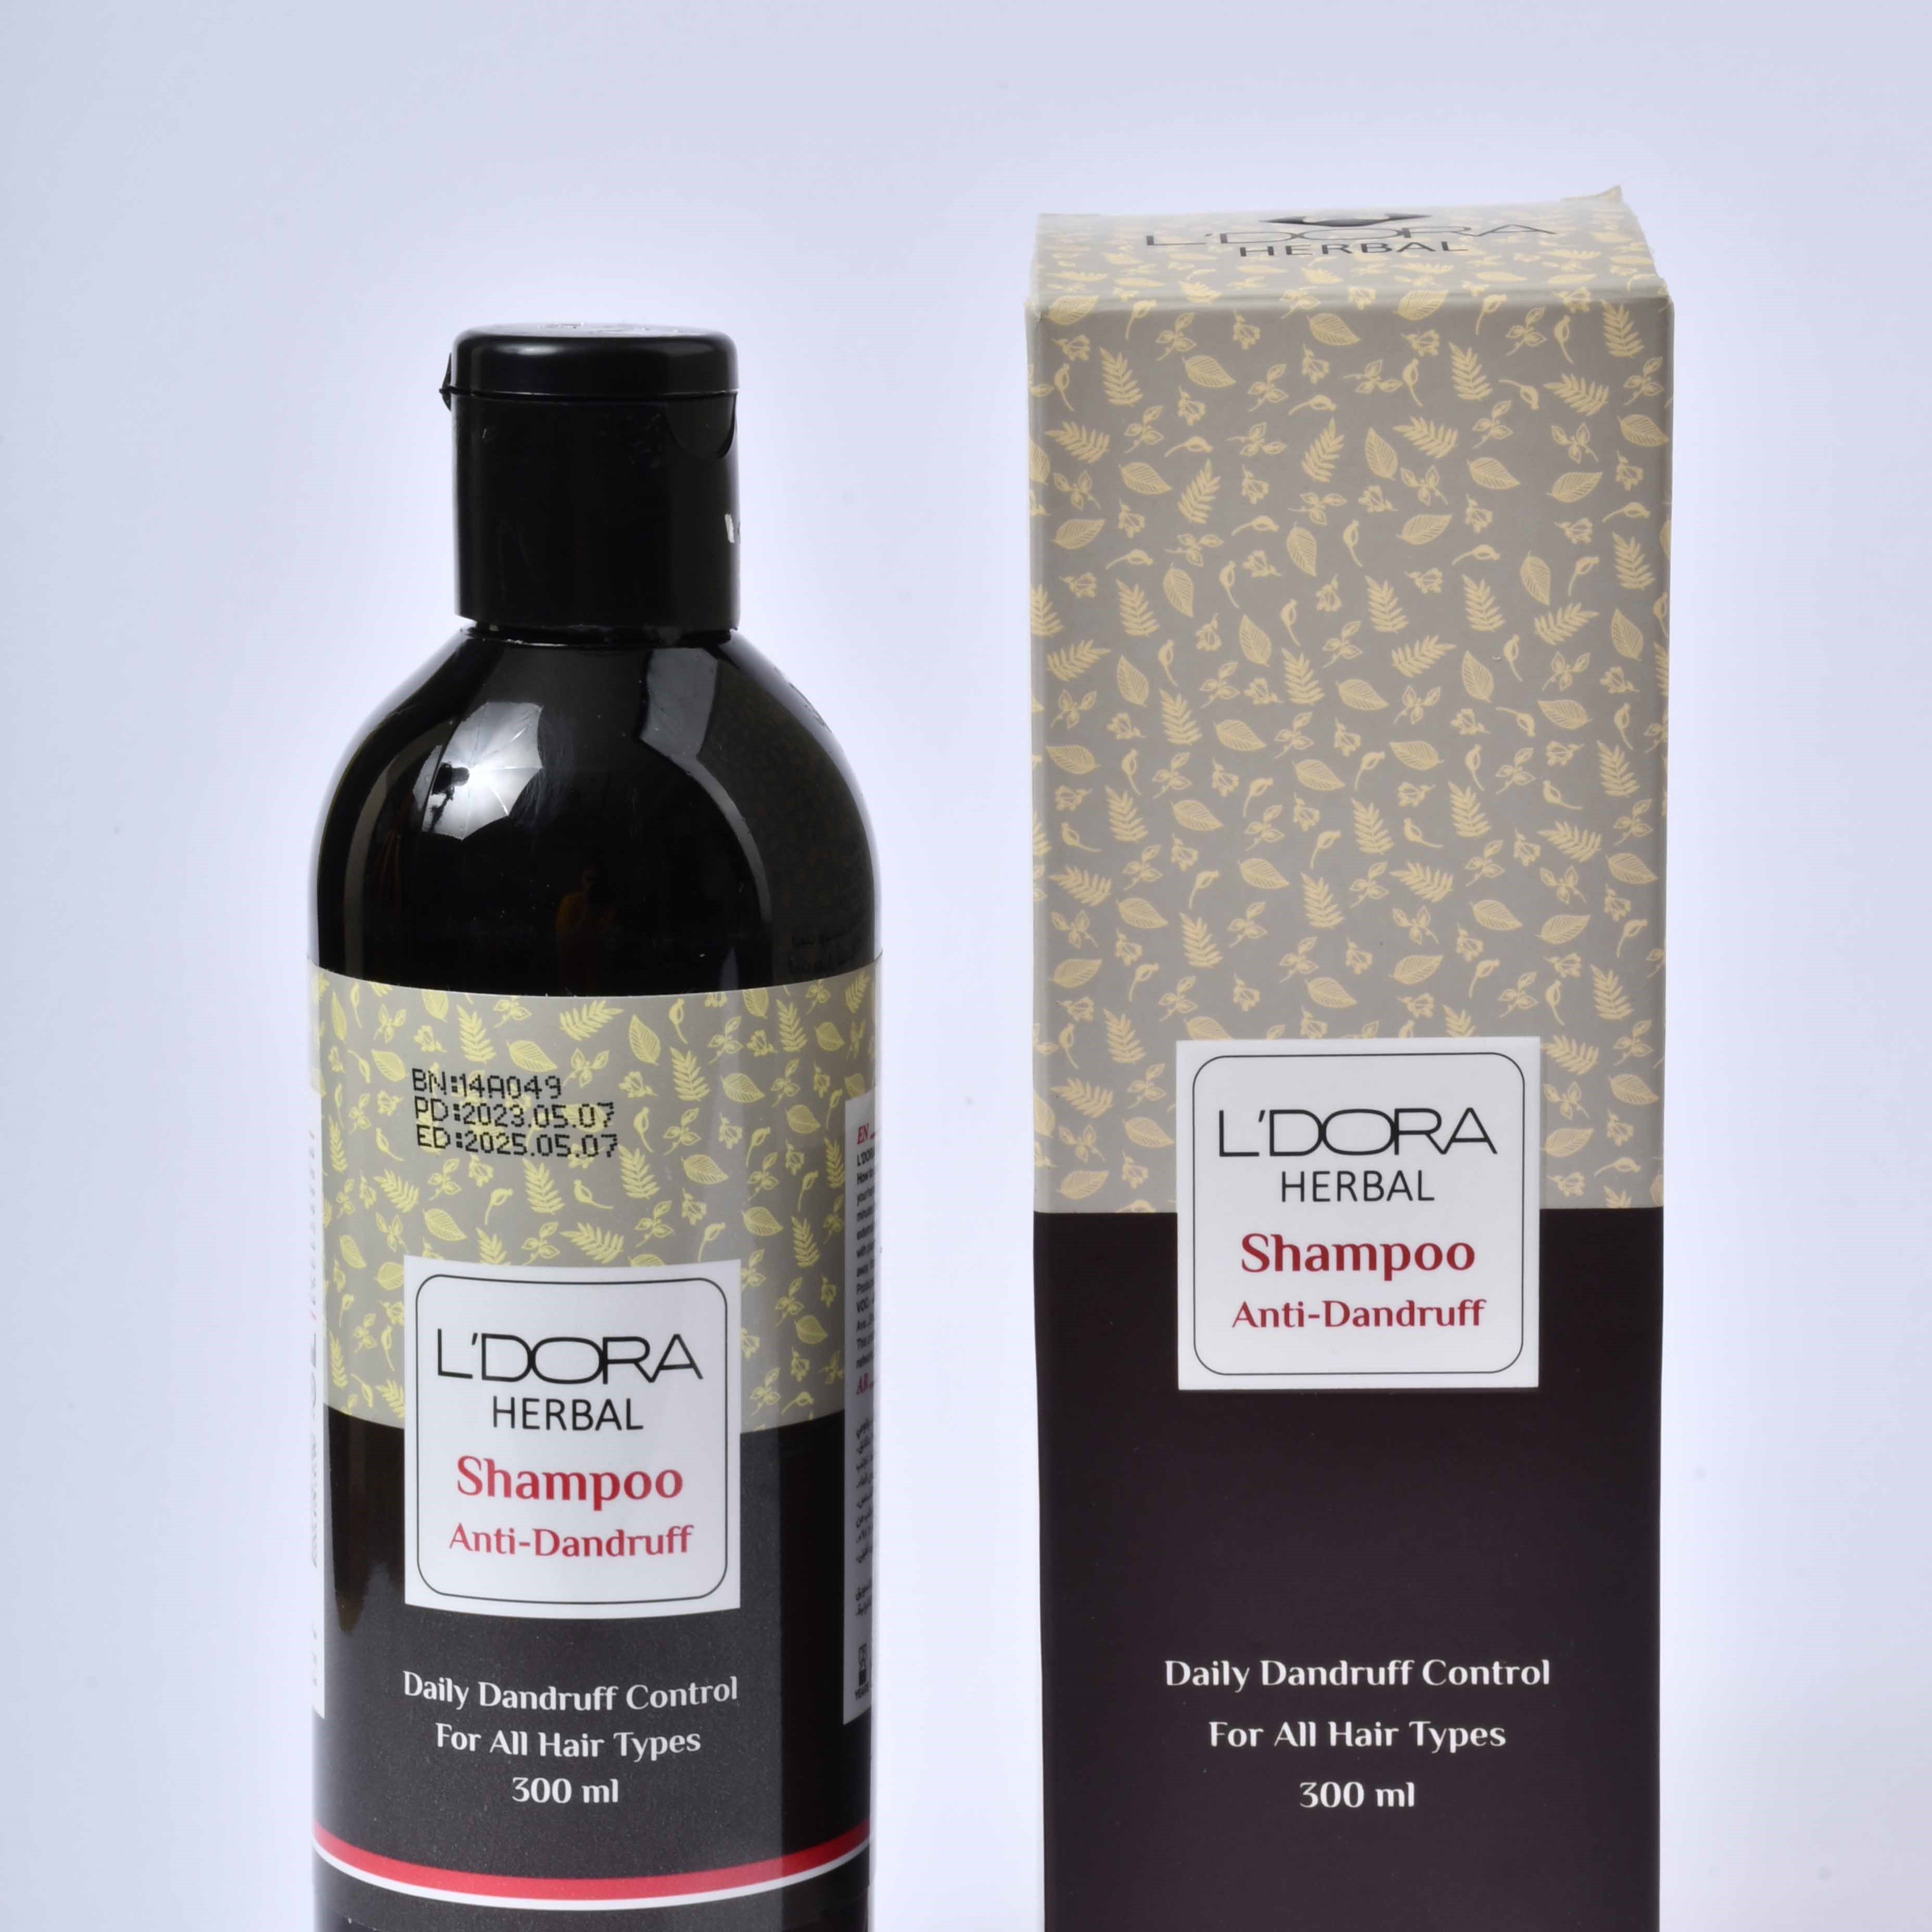 BN:14A049
PD:2023.05.07
ED:2025.05.07
L'DORA
HERBAL
Shampoo
Anti-Dandruff
Daily Dandruff Control
For All Hair Types
300 ml
EN
AR
L'DORA
HERBAL
L'DORA
HERBAL
Shampoo
Anti-Dandruff
Daily Dandruff Control
For All Hair Types
300 ml